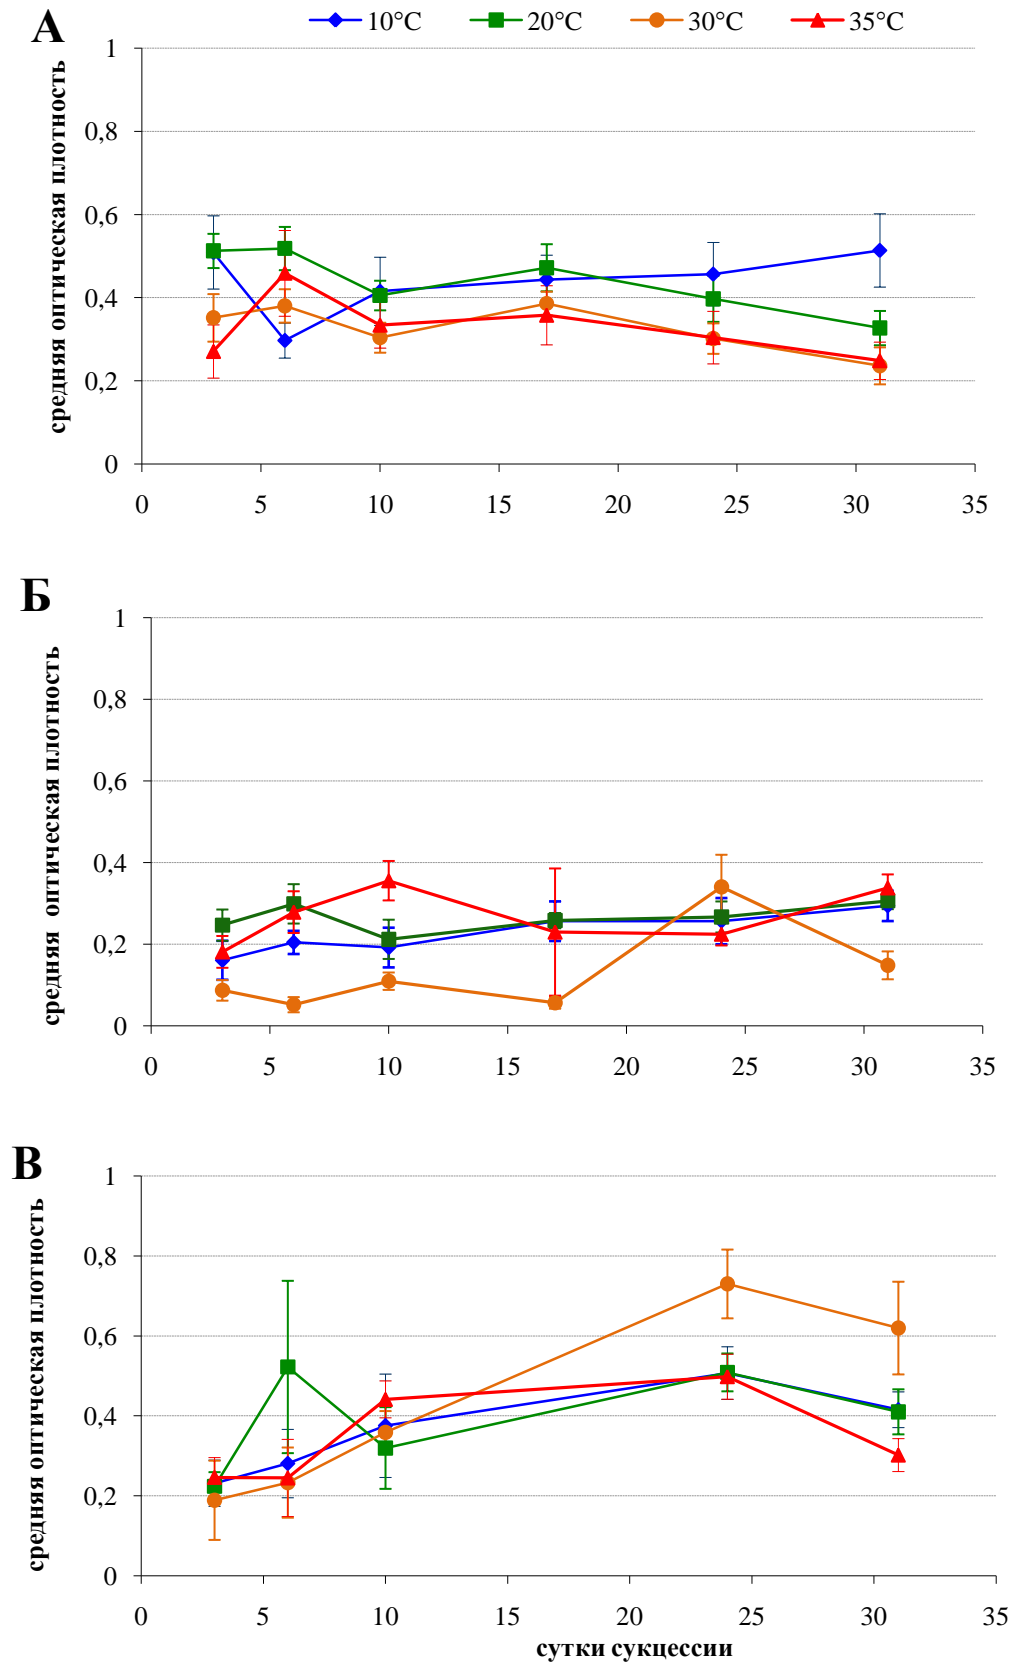 А
10°C 20°C 30°C 35°C
средняя оптическая плотность
1
0,8
0,6
0,4
0,2
0
0 5 10 15 20 25 30 35
Б
средняя оптическая плотность
1
0,8
0,6
0,4
0,2
0
0 5 10 15 20 25 30 35
В
средняя оптическая плотность
1
0,8
0,6
0,4
0,2
0
0 5 10 15 20 25 30 35
сутки сукцессии